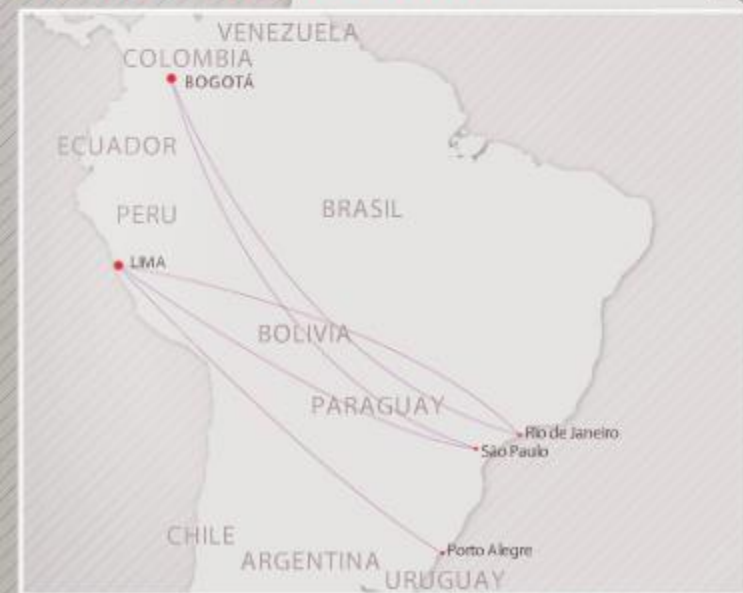 VENEZUELA
COLOMBIA
BOGOTÁ
ECUADOR
PERU
BRASIL
LIMA
BOLIVIA
PARAGUAY
Rio de Janeiro
São Paulo
CHILE
Porto Alegre
ARGENTINA
URUGUAY